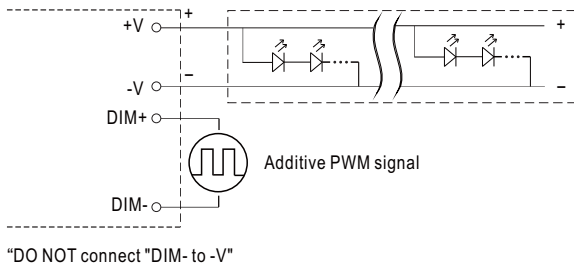 +V
+
+
-V
–
–
DIM+
Additive PWM signal
DIM-
“DO NOT connect "DIM- to -V"